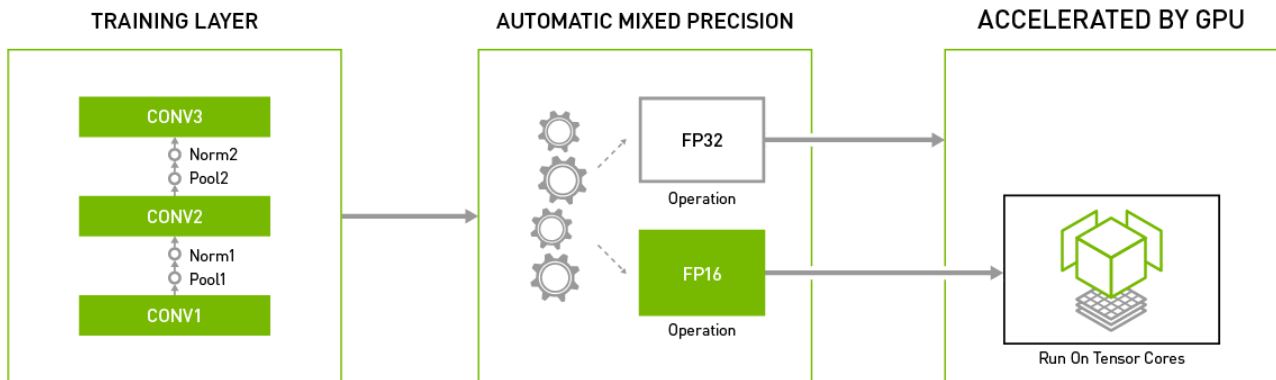 TRAINING LAYER
AUTOMATIC MIXED PRECISION
ACCELERATED BY GPU
CONV3
Norm2
Pool2
CONV2
Norm1
Pool1
CONV1
FP32
Operation
FP16
Operation
Run On Tensor Cores